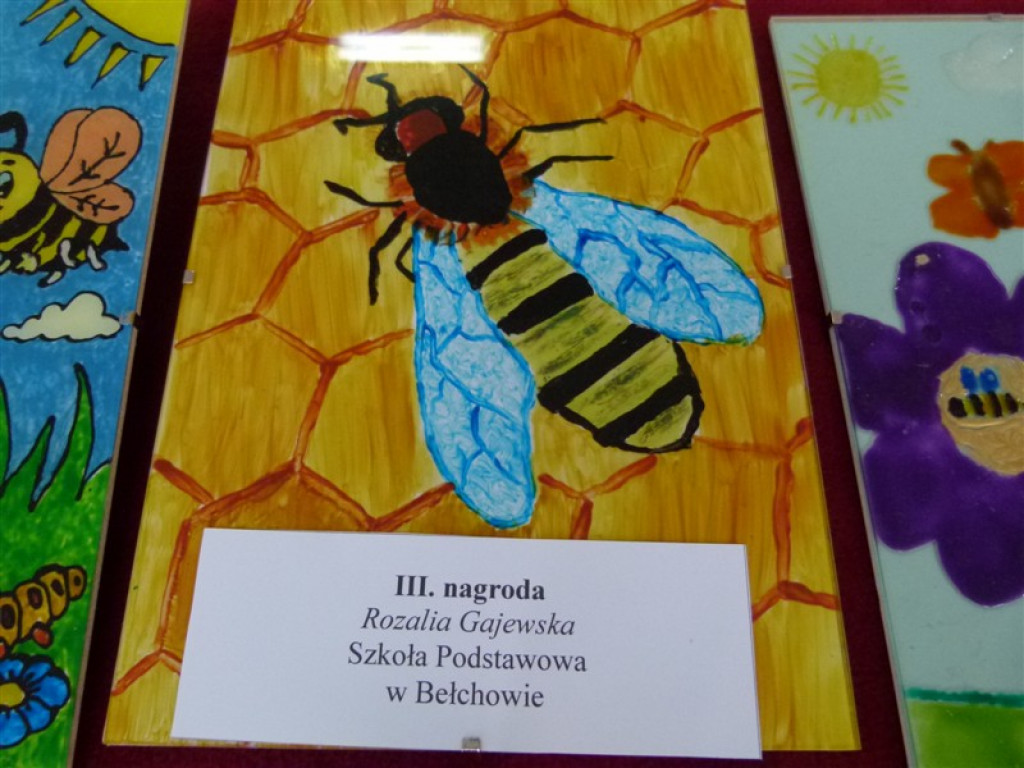 III. nagroda
Rozalia Gajewska
Szkoła Podstawowa
w Bełchowie